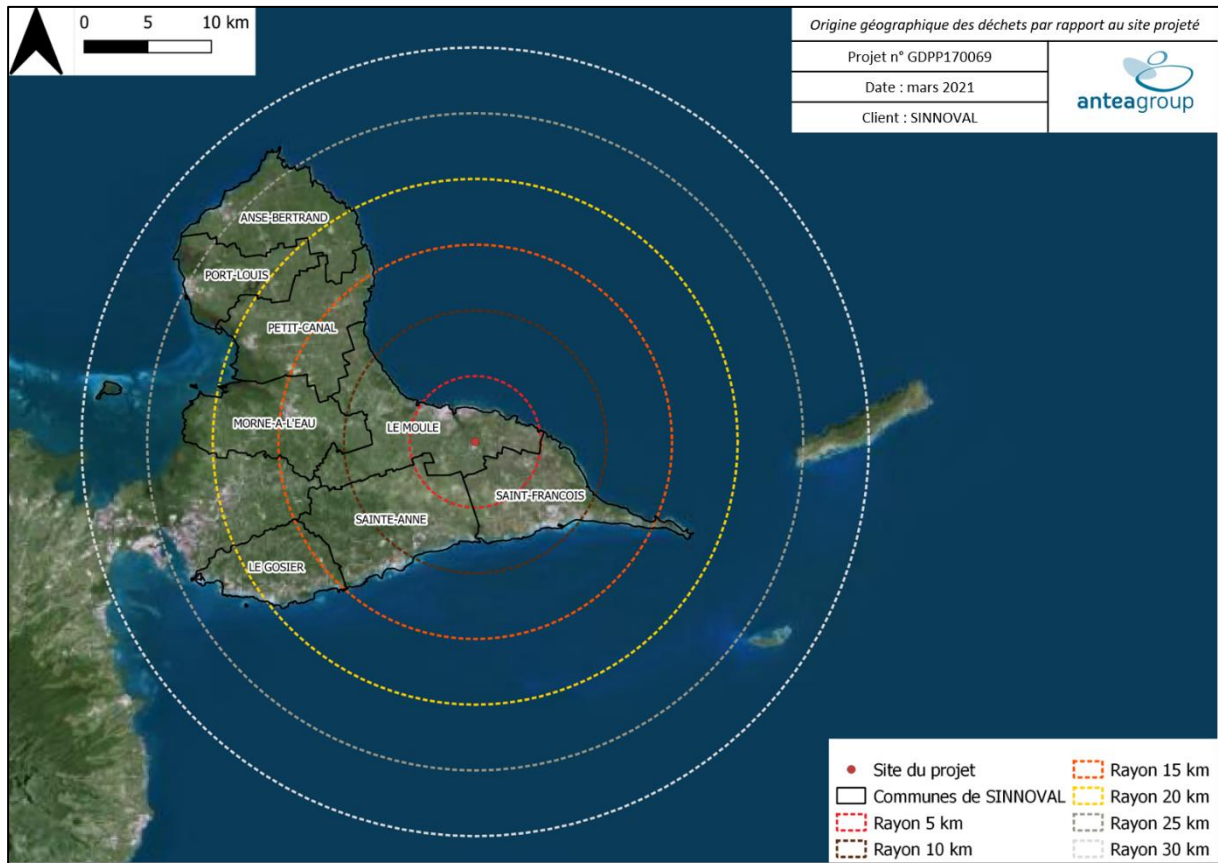 0 5 10 km
Origine géographique des déchets par rapport au site projeté
Projet n° GDPP170069
Date : mars 2021
Client : SINNOVAL
anteagroup
ANSE-BERTRAND
PORT-LOUIS
PETIT-CANAL
MORNE-A-L'EAU
LE MOULE
SAINT-FRANCOIS
SAINTE-ANNE
LE GOSIER
Site du projet
Communes de SINNOVAL
Rayon 5 km
Rayon 10 km
Rayon 15 km
Rayon 20 km
Rayon 25 km
Rayon 30 km